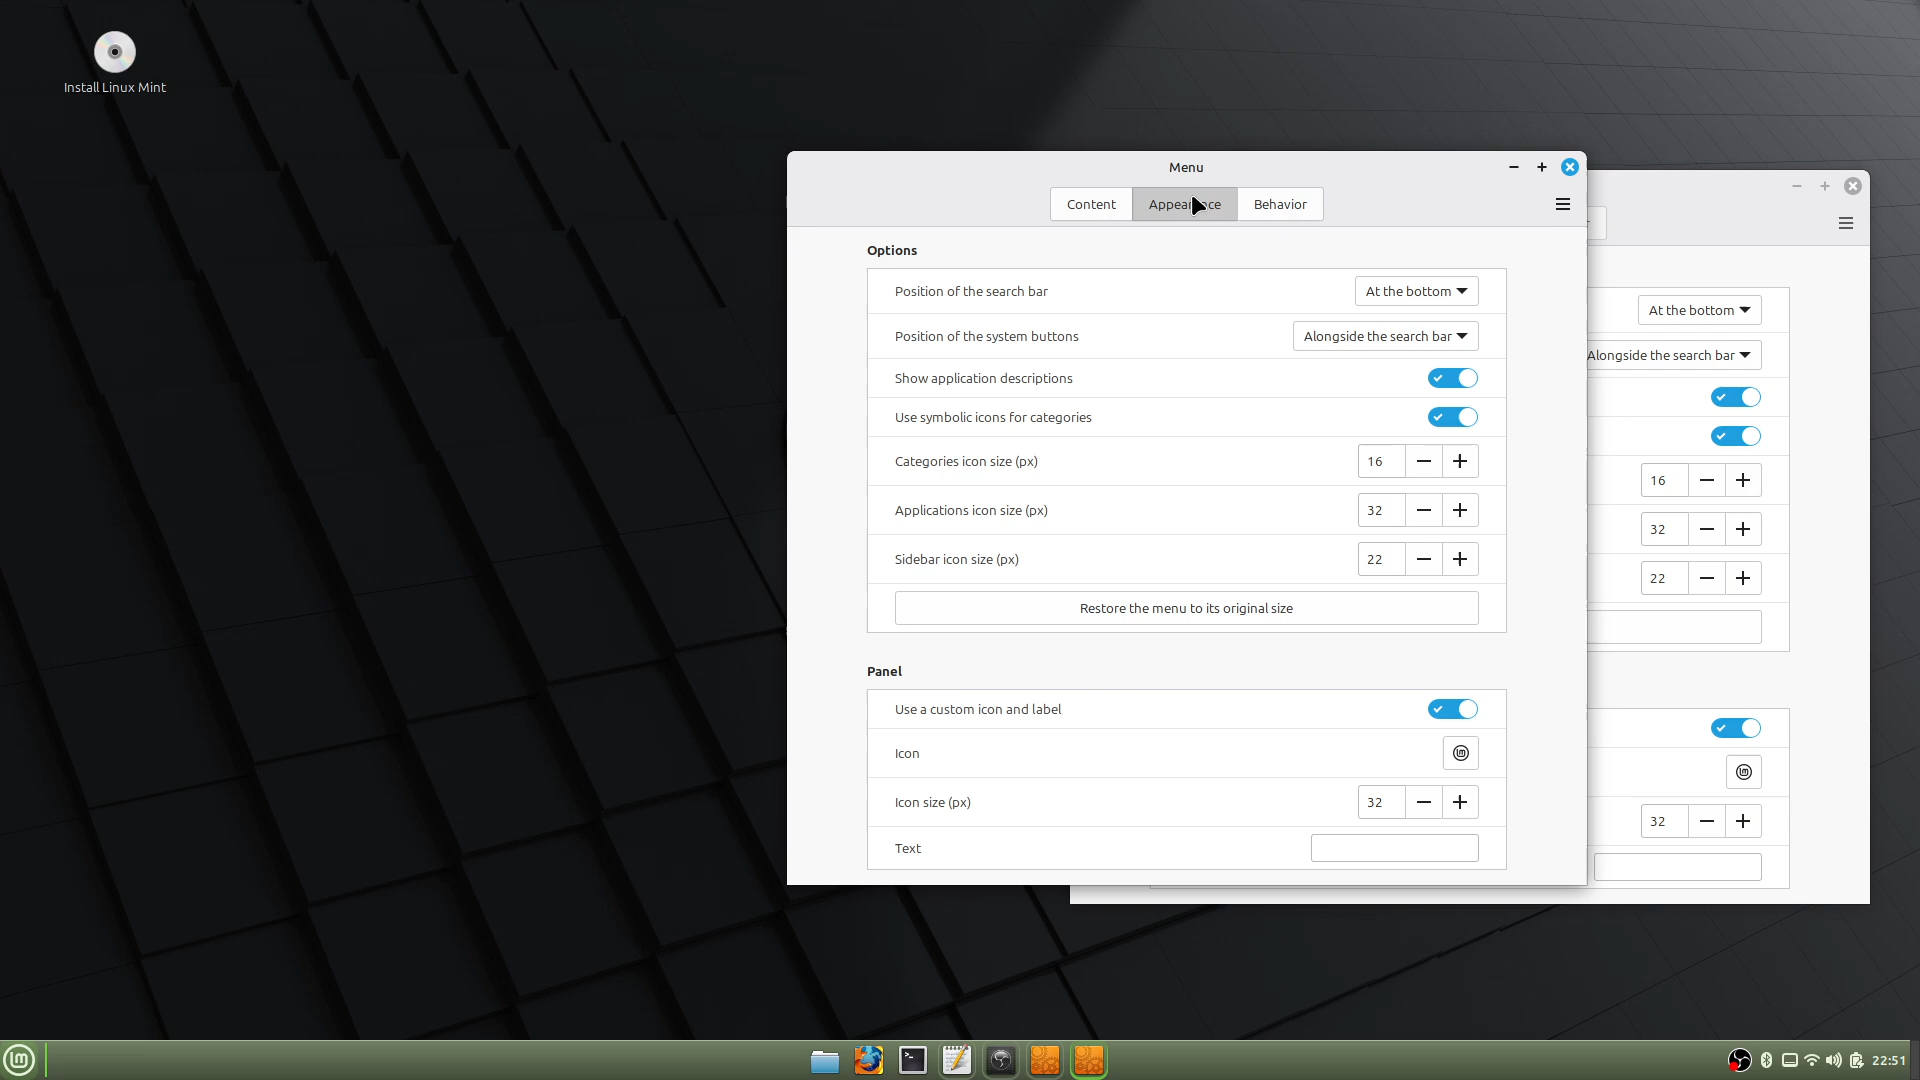 Install Linux Mint
Menu
Content Appearance Behavior
Options
Position of the search bar At the bottom
Position of the system buttons Alongside the search bar
Show application descriptions
Use symbolic icons for categories
Categories icon size (px) 16
Applications icon size (px) 32
Sidebar icon size (px) 22
Restore the menu to its original size
Panel
Use a custom icon and label
Icon
Icon size (px) 32
Text
At the bottom
Alongside the search bar
16
32
22
32
22:51